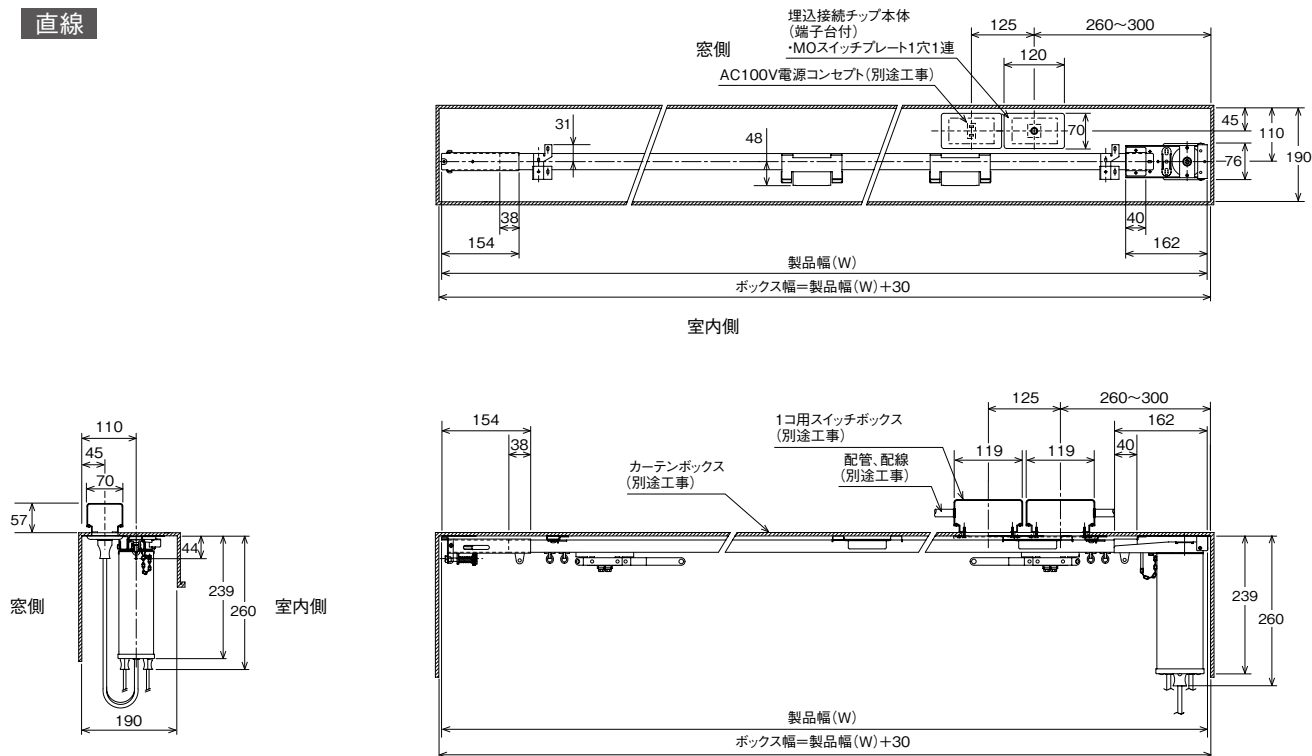 直線
埋込接続チップ本体
(端子台付)
・MOスイッチプレート1穴1連
窓側
AC100V電源コンセプト(別途工事)
125
260~300
120
31
48
70
45
110
76
190
38
154
40
162
製品幅(W)
ボックス幅=製品幅(W)+30
室内側
110
45
70
57
44
239
260
窓側
室内側
190
154
38
カーテンボックス
(別途工事)
1コ用スイッチボックス
(別途工事)
配管、配線
(別途工事)
125
260~300
119
119
162
40
239
260
製品幅(W)
ボックス幅=製品幅(W)+30